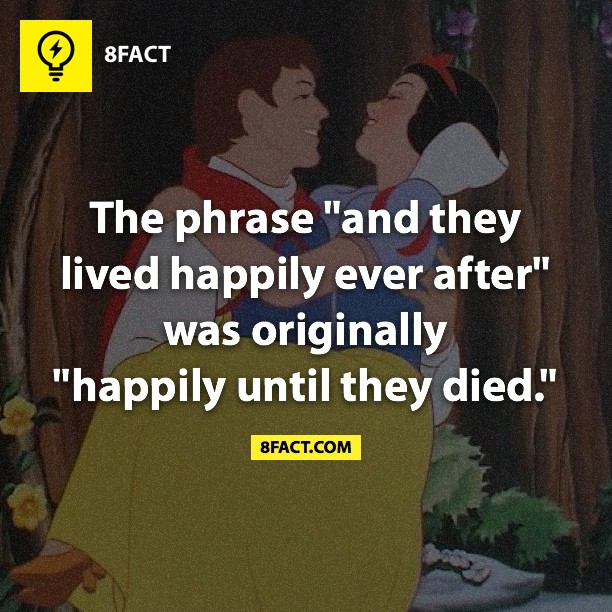 8FACT
The phrase "and they
lived happily ever after"
was originally
"happily until they died."
8FACT.COM